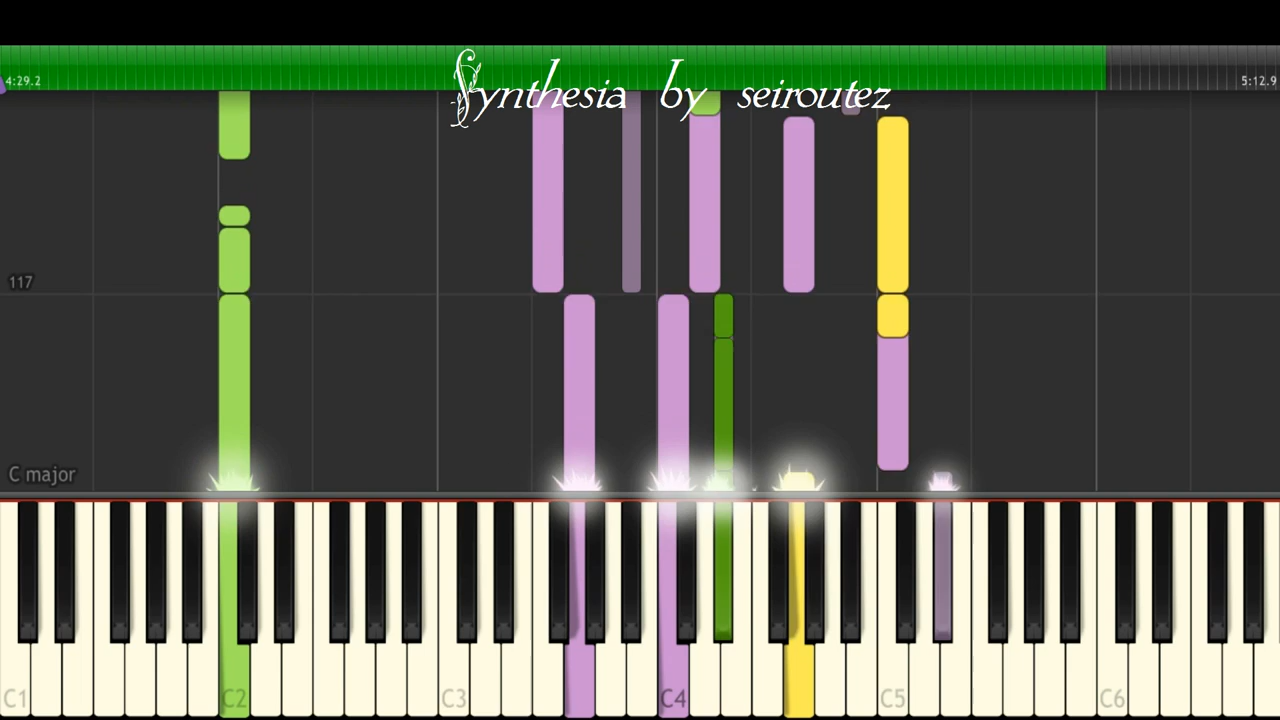 4:29.2
5:12.9
Synthesia by seiroutez
117
C major
C1 C2 C3 C4 C5 C6